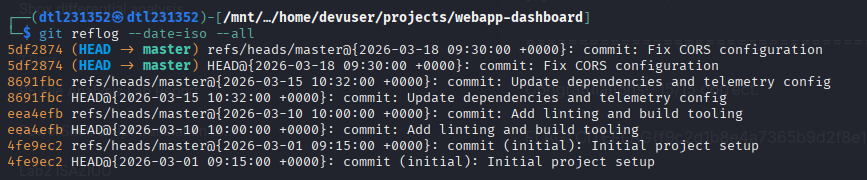 ┌──(dtl231352㉿dtl231352)-[/mnt/…/home/devuser/projects/webapp-dashboard]
└─$ git reflog --date=iso --all
5df2874 (HEAD → master) refs/heads/master@{2026-03-18 09:30:00 +0000}: commit: Fix CORS configuration
5df2874 (HEAD → master) HEAD@{2026-03-18 09:30:00 +0000}: commit: Fix CORS configuration
8691fbc refs/heads/master@{2026-03-15 10:32:00 +0000}: commit: Update dependencies and telemetry config
8691fbc HEAD@{2026-03-15 10:32:00 +0000}: commit: Update dependencies and telemetry config
eea4efb refs/heads/master@{2026-03-10 10:00:00 +0000}: commit: Add linting and build tooling
eea4efb HEAD@{2026-03-10 10:00:00 +0000}: commit: Add linting and build tooling
4fe9ec2 refs/heads/master@{2026-03-01 09:15:00 +0000}: commit (initial): Initial project setup
4fe9ec2 HEAD@{2026-03-01 09:15:00 +0000}: commit (initial): Initial project setup